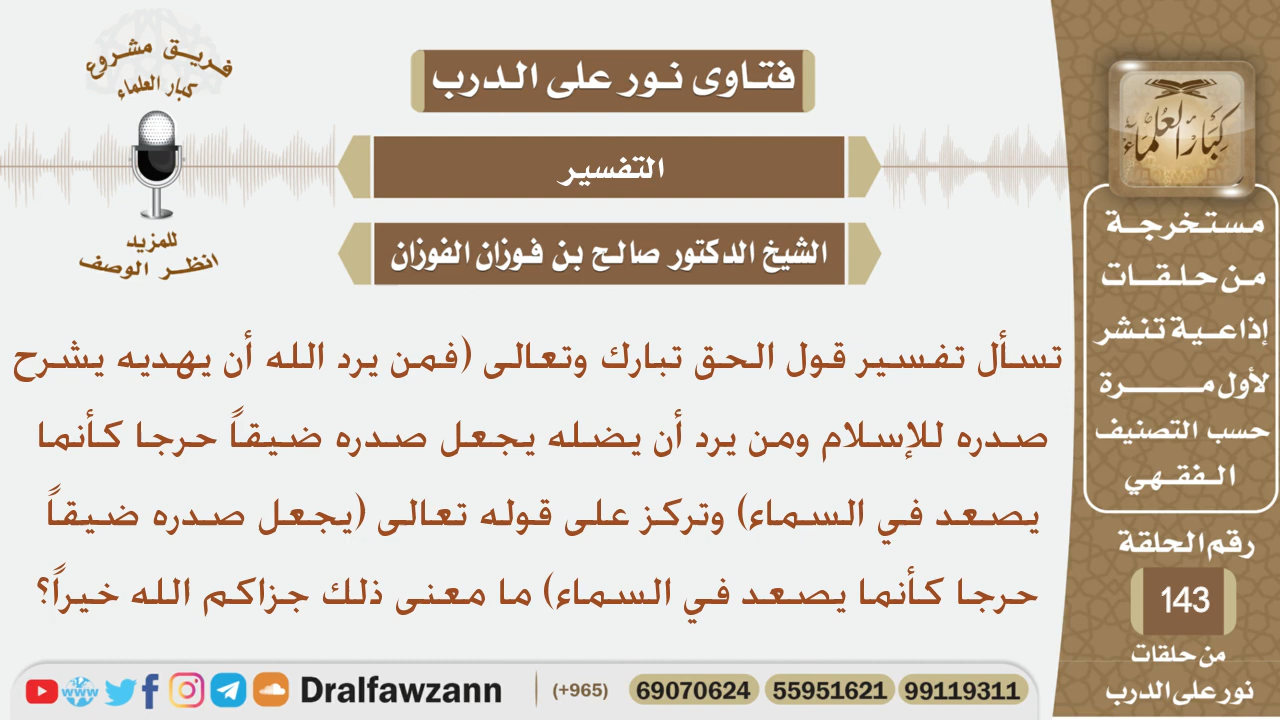 فريق مشروع
كبار العلماء
للمزيد
انظر الوصف
فتاوى نور على الدرب
التفسير
الشيخ الدكتور صالح بن فوزان الفوزان
تسأل تفسير قول الحق تبارك وتعالى (فمن يرد الله أن يهديه يشرح
صدره للإسلام ومن يرد أن يضله يجعل صدره ضيقاً حرجا كأنما
يصعد في السماء) وتركز على قوله تعالى (يجعل صدره ضيقاً
حرجا كأنما يصعد في السماء) ما معنى ذلك جزاكم الله خيراً؟
كبار العلماء
مستخرجة
من حلقات
إذاعية تنشر
لأول مرة
حسب التصنيف
الفقهي
رقم الحلقة
143
من حلقات
نور على الدرب
www
Dralfawzann
(+965)
69070624
55951621
99119311